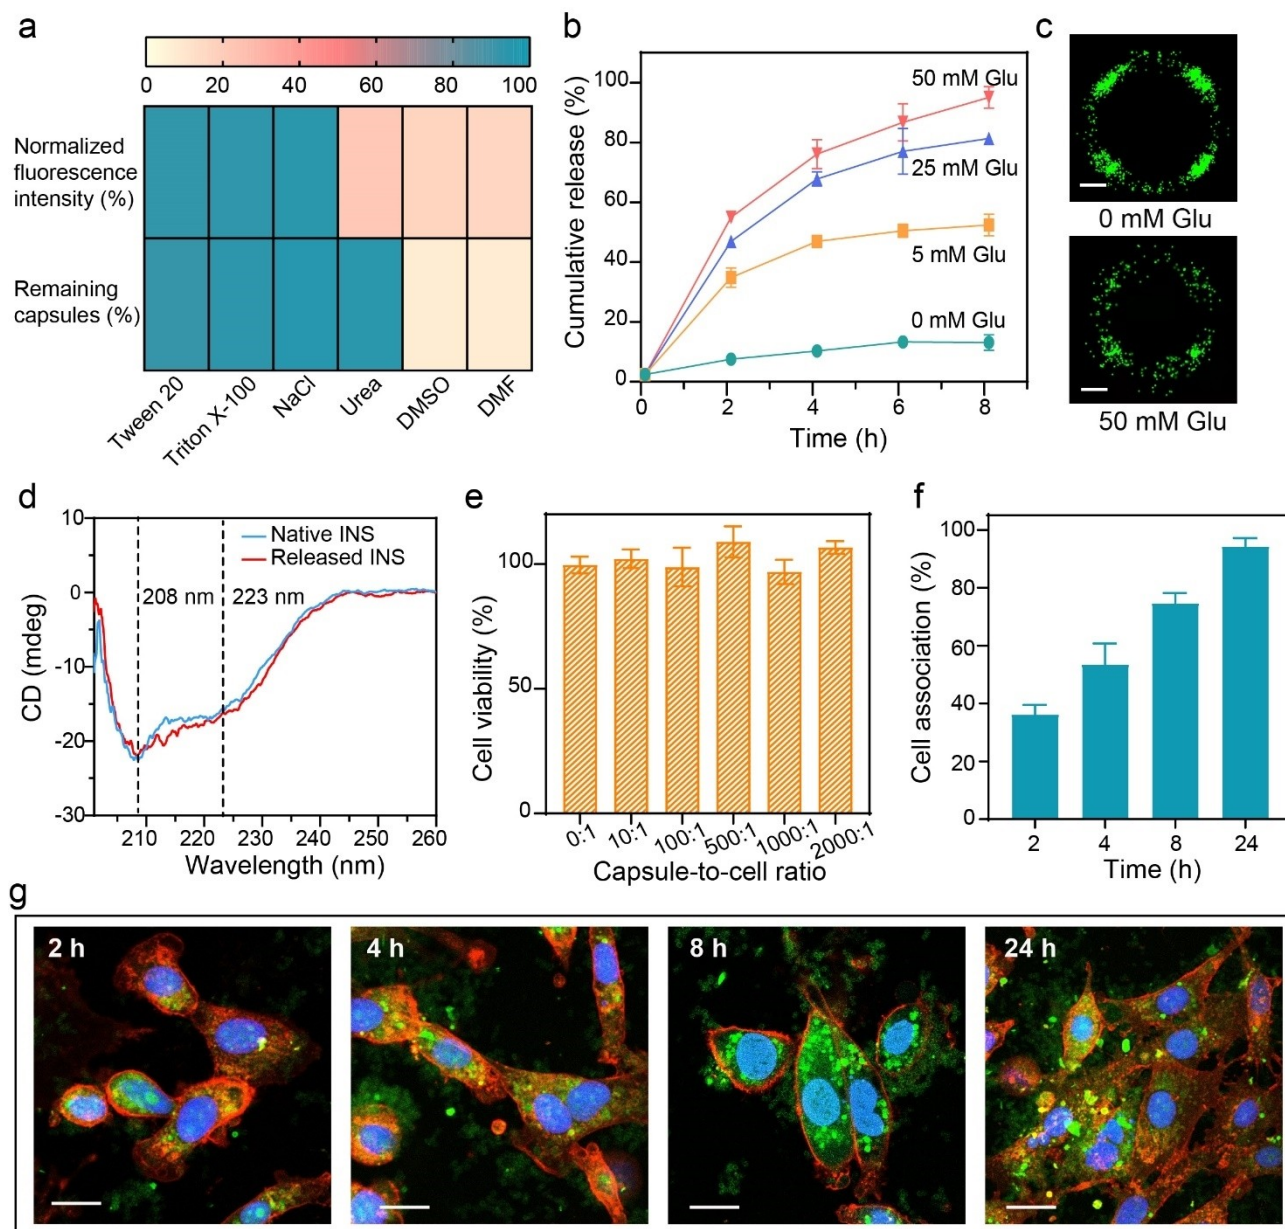 a
0 20 40 60 80 100
Normalized
fluorescence
intensity (%)
Remaining
capsules (%)
Tween 20
Triton X-100
NaCl
Urea
DMSO
DMF
b
Cumulative release (%)
100
80
60
40
20
0
50 mM Glu
25 mM Glu
5 mM Glu
0 mM Glu
0 2 4 6 8
Time (h)
c
0 mM Glu
50 mM Glu
d
CD (mdeg)
10
0
-10
-20
-30
Native INS
Released INS
208 nm
223 nm
210 220 230 240 250 260
Wavelength (nm)
e
Cell viability (%)
100
50
0
0:1
10:1
100:1
500:1
1000:1
2000:1
Capsule-to-cell ratio
f
Cell association (%)
100
80
60
40
20
0
2 4 8 24
Time (h)
g
2 h
4 h
8 h
24 h